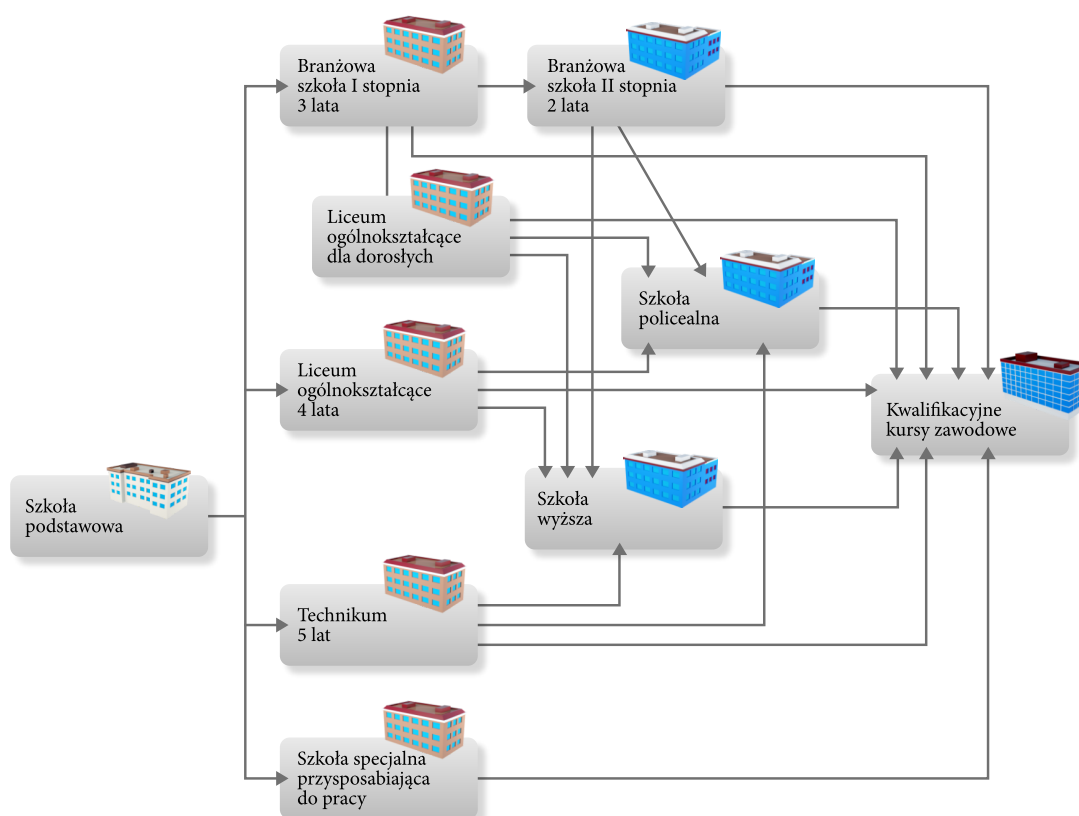 Branżowa
szkoła I stopnia
3 lata
Branżowa
szkoła II stopnia
2 lata
Liceum
ogólnokształcące
dla dorosłych
Szkoła
policealna
Liceum
ogólnokształcące
4 lata
Kwalifikacyjne
kursy zawodowe
Szkoła
podstawowa
Szkoła
wyższa
Technikum
5 lat
Szkoła specjalna
przysposabiająca
do pracy